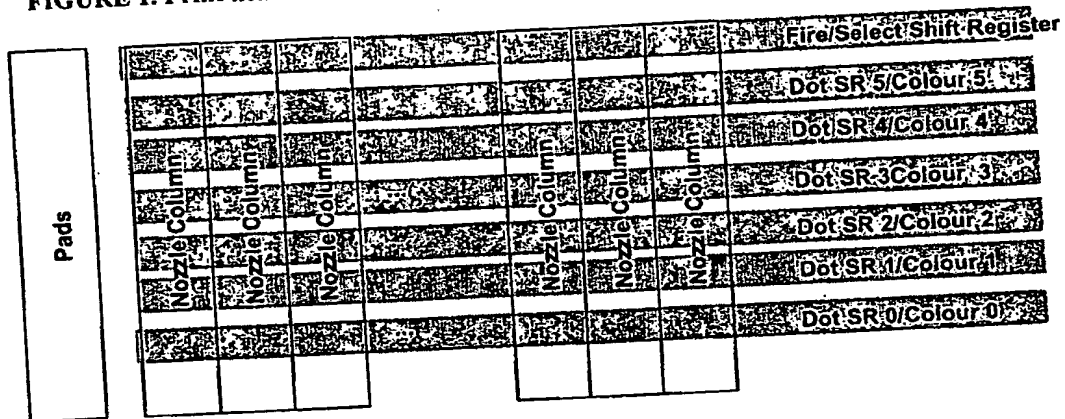 FIGURE 1.
Fire/Select Shift Register
Dot SR 5/Colour 5
Dot SR 4/Colour 4
Dot SR 3Colour 3
Dot SR 2/Colour 2
Dot SR 1/Colour 1
Dot SR 0/Colour 0
Pads
Nozzle Column
Nozzle Column
Nozzle Column
Nozzle Column
Nozzle Column
Nozzle Column